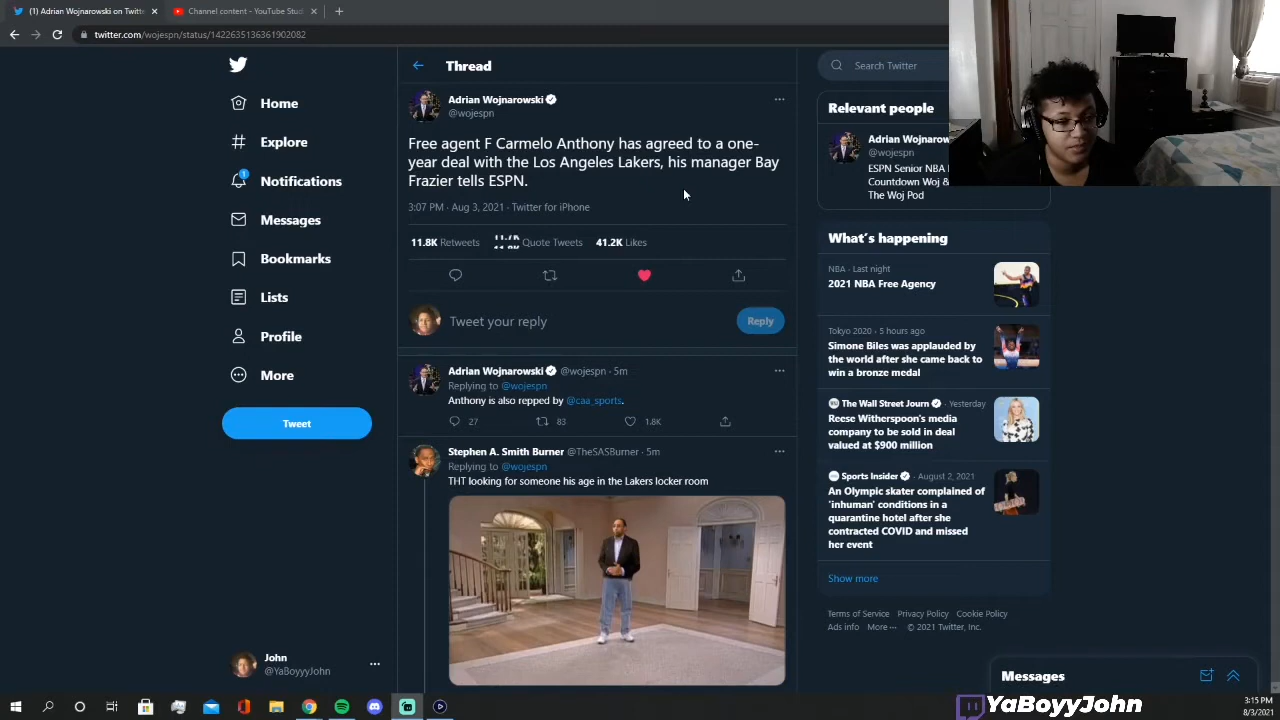 (1) Adrian Wojnarowski on Twitte
Channel content - YouTube Stud
twitter.com/wojespn/status/1422635136361902082
Home
Explore
1
Notifications
Messages
Bookmarks
Lists
Profile
More
Tweet
John
@YaBoyyyJohn
Thread
Adrian Wojnarowski
@wojespn
Free agent F Carmelo Anthony has agreed to a one-
year deal with the Los Angeles Lakers, his manager Bay
Frazier tells ESPN.
3:07 PM · Aug 3, 2021 · Twitter for iPhone
11.8K Retweets Quote Tweets 41.2K Likes
Tweet your reply
Reply
Adrian Wojnarowski @wojespn · 5m
Replying to @wojespn
Anthony is also repped by @caa_sports.
27 83 1.8K
Stephen A. Smith Burner @TheSASBurner · 5m
Replying to @wojespn
THT looking for someone his age in the Lakers locker room
Search Twitter
Relevant people
Adrian Wojnarow
@wojespn
ESPN Senior NBA I
Countdown Woj &
The Woj Pod
What's happening
NBA · Last night
2021 NBA Free Agency
Tokyo 2020 · 5 hours ago
Simone Biles was applauded by
the world after she came back to
win a bronze medal
The Wall Street Journ · Yesterday
Reese Witherspoon's media
company to be sold in deal
valued at $900 million
Sports Insider · August 2, 2021
An Olympic skater complained of
'inhuman' conditions in a
quarantine hotel after she
contracted COVID and missed
her event
Show more
Terms of Service Privacy Policy Cookie Policy
Ads info More ··· © 2021 Twitter, Inc.
Messages
YaBoyyJohn
3:15 PM
8/3/2021